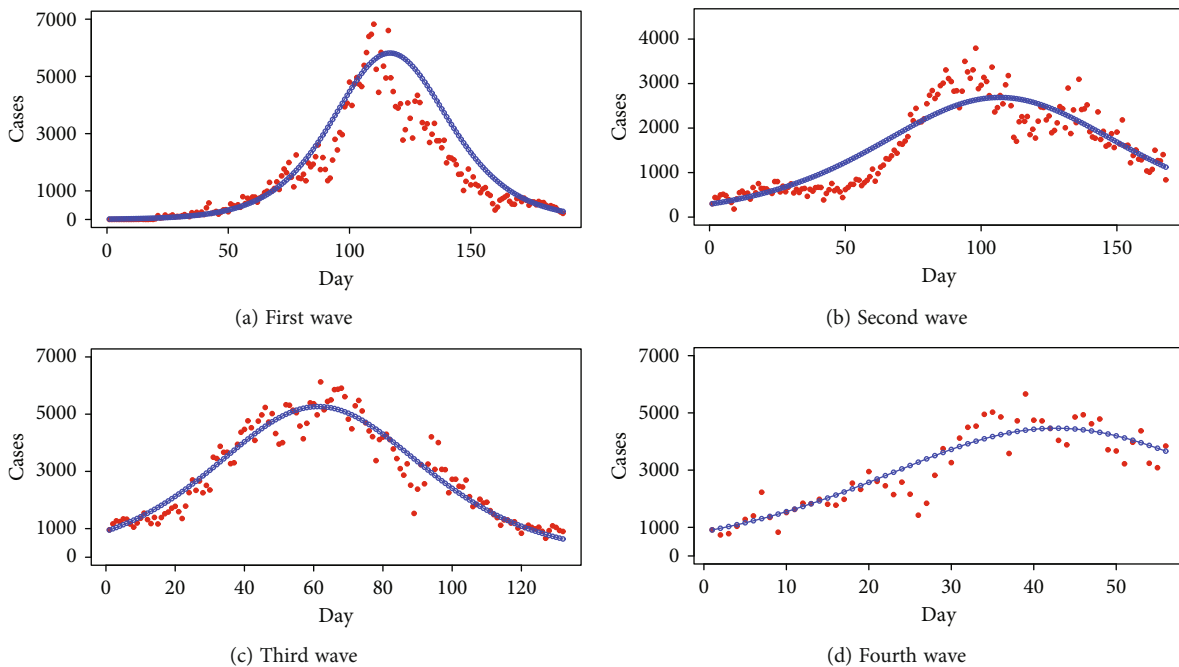 7000
5000
Cases
3000
1000
0
0 50 100 150
Day
(a) First wave
4000
3000
Cases
2000
1000
0
0 50 100 150
Day
(b) Second wave
7000
5000
Cases
3000
1000
0
0 20 40 60 80 100 120
Day
(c) Third wave
7000
5000
Cases
3000
1000
0
0 10 20 30 40 50
Day
(d) Fourth wave